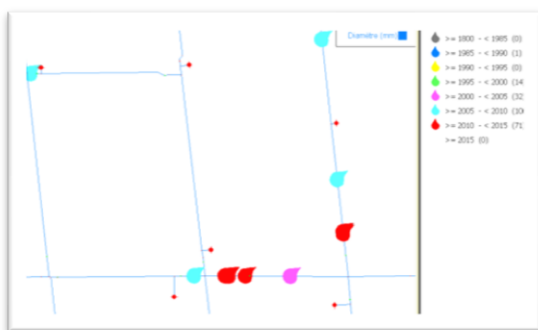 Diamètre (mm)
>= 1800 - < 1985 (0)
>= 1985 - < 1990 (1)
>= 1990 - < 1995 (0)
>= 1995 - < 2000 (14
>= 2000 - < 2005 (32
>= 2005 - < 2010 (10
>= 2010 - < 2015 (71
>= 2015 (0)